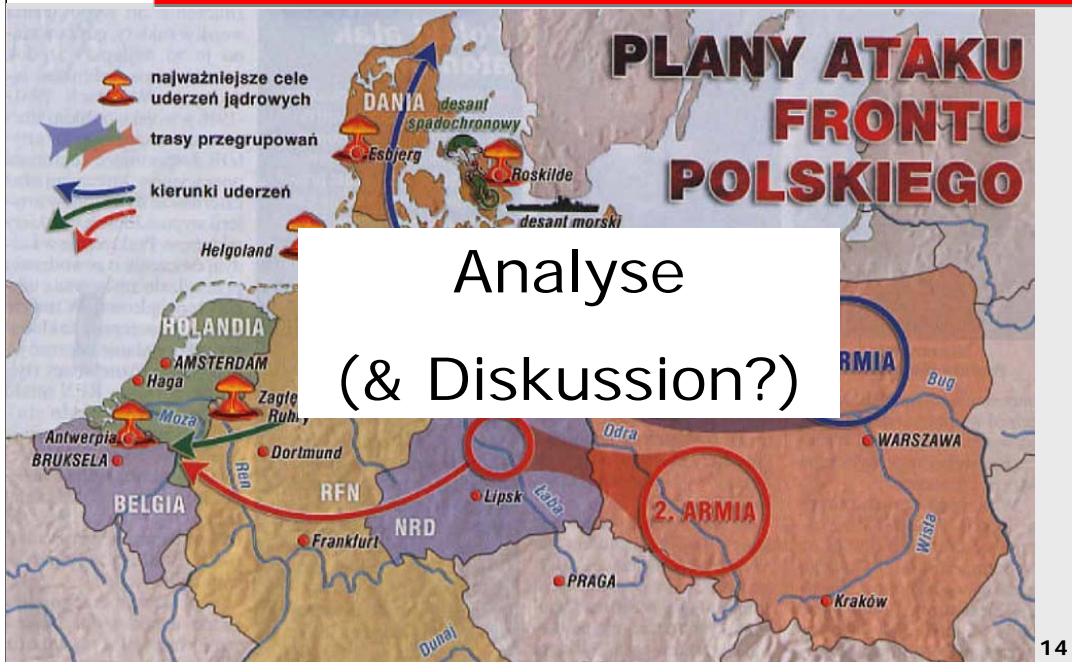 PLANY ATAKU
FRONTU
POLSKIEGO
najważniejsze cele
uderzeń jądrowych
trasy przegrupowań
kierunki uderzeń
DANIA
desant
spadochronowy
Esbjerg
Roskilde
desant morski
Helgoland
Analyse
(& Diskussion?)
HOLANDIA
AMSTERDAM
Haga
Ruhry
Moza
Antwerpia
BRUKSELA
Dortmund
Ren
BELGIA
RFN
Frankfurt
NRD
Lipsk
Łaba
Odra
2. ARMIA
Bug
WARSZAWA
Wisła
PRAGA
Kraków
Dunaj
14